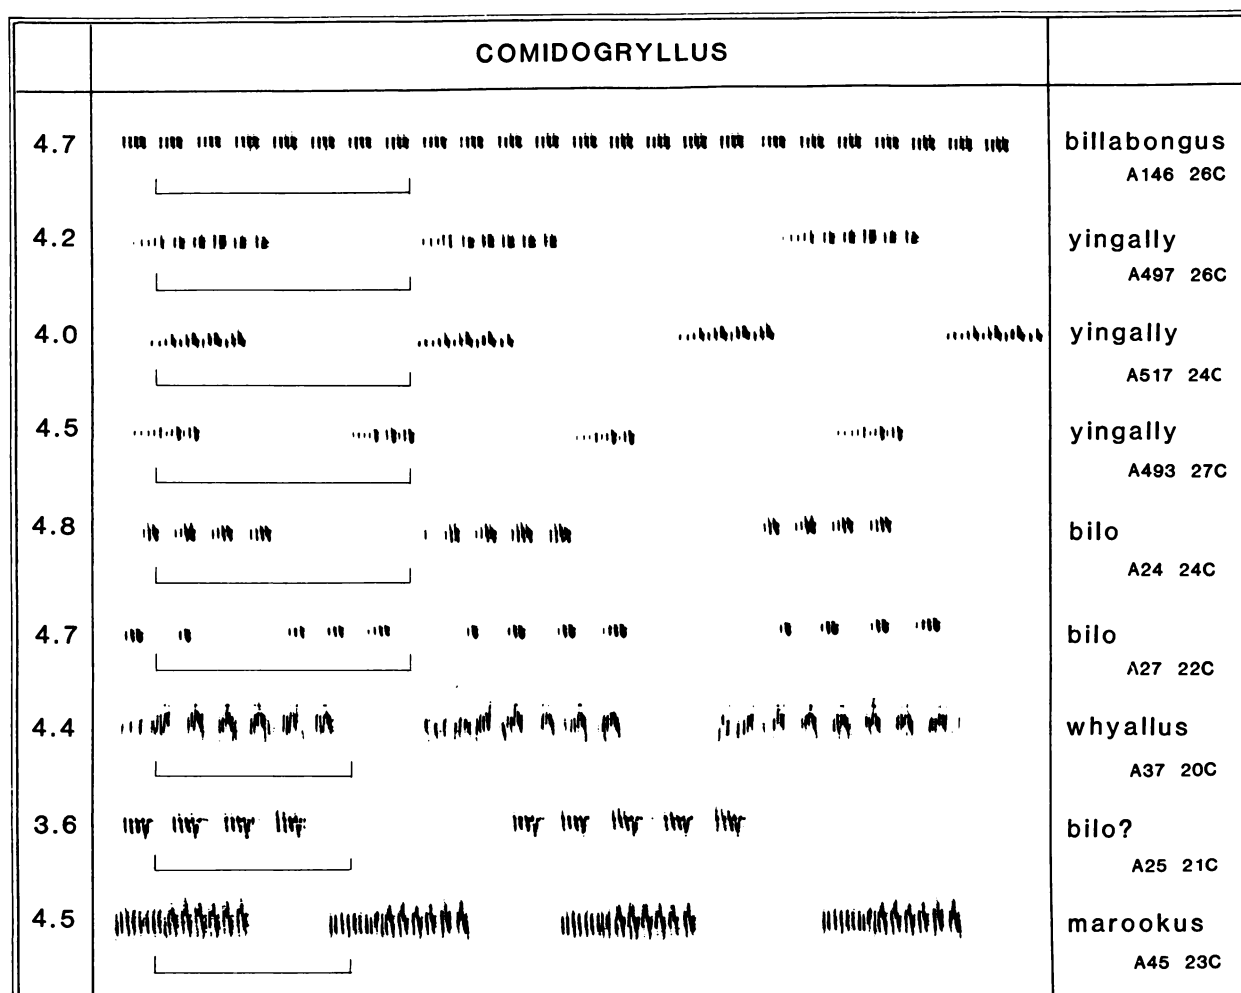 COMIDOGRYLLUS
4.7 billabongus
A146 26C
4.2 yingally
A497 26C
4.0 yingally
A517 24C
4.5 yingally
A493 27C
4.8 bilo
A24 24C
4.7 bilo
A27 22C
4.4 whyallus
A37 20C
3.6 bilo?
A25 21C
4.5 marookus
A45 23C